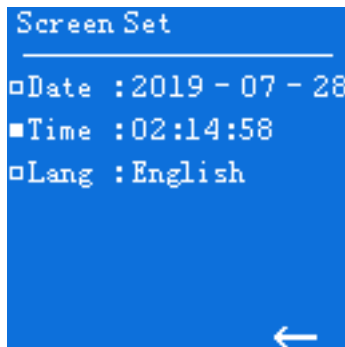 Screen Set
Date :2019-07-28
Time :02:14:58
Lang :English